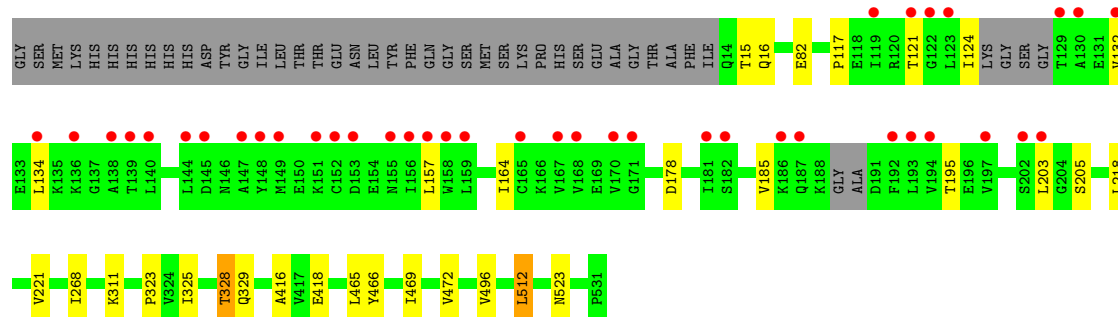 GLY SER MET LYS HIS HIS HIS HIS HIS HIS ASP TYR GLY ILE LEU THR THR GLU ASN LEU TYR PHE GLN GLY SER MET SER LYS PRO HIS SER GLU ALA GLY THR ALA PHE ILE Q14 T15 Q16 E82 P117 E118 I119 R120 T121 G122 L123 I124 LYS GLY SER GLY T129 A130 E131 V132
E133 L134 K135 K136 G137 A138 T139 L140 L144 D145 N146 A147 Y148 M149 E150 K151 C152 D153 E154 N155 I156 L157 W158 L159 I164 C165 K166 V167 V168 E169 V170 G171 D178 I181 S182 V185 K186 Q187 K188 GLY ALA D191 F192 L193 V194 T195 E196 V197 S202 L203 G204 S205 L218
V221 I268 K311 P323 V324 I325 T328 Q329 A416 V417 E418 L465 Y466 I469 V472 V496 L512 N523 P531